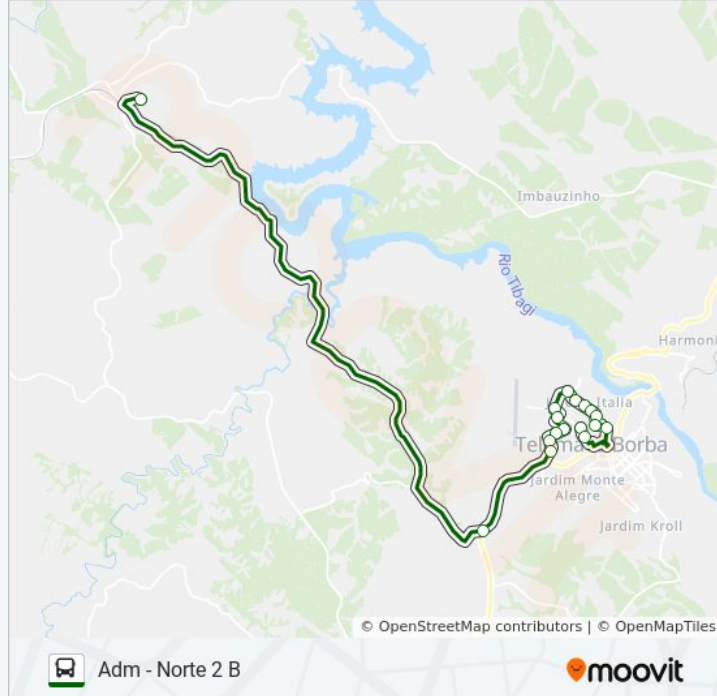 Imbauzinho
Rio Tibagi
Harmoni
Italia
Telêmaco Borba
Jardim Monte
Alegre
Jardim Kroll
© OpenStreetMap contributors | © OpenMapTiles
Adm - Norte 2 B
moovit